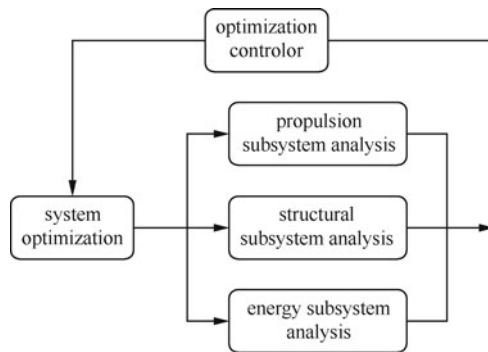 optimization
controlor
propulsion
subsystem analysis
system
optimization
structural
subsystem analysis
energy subsystem
analysis